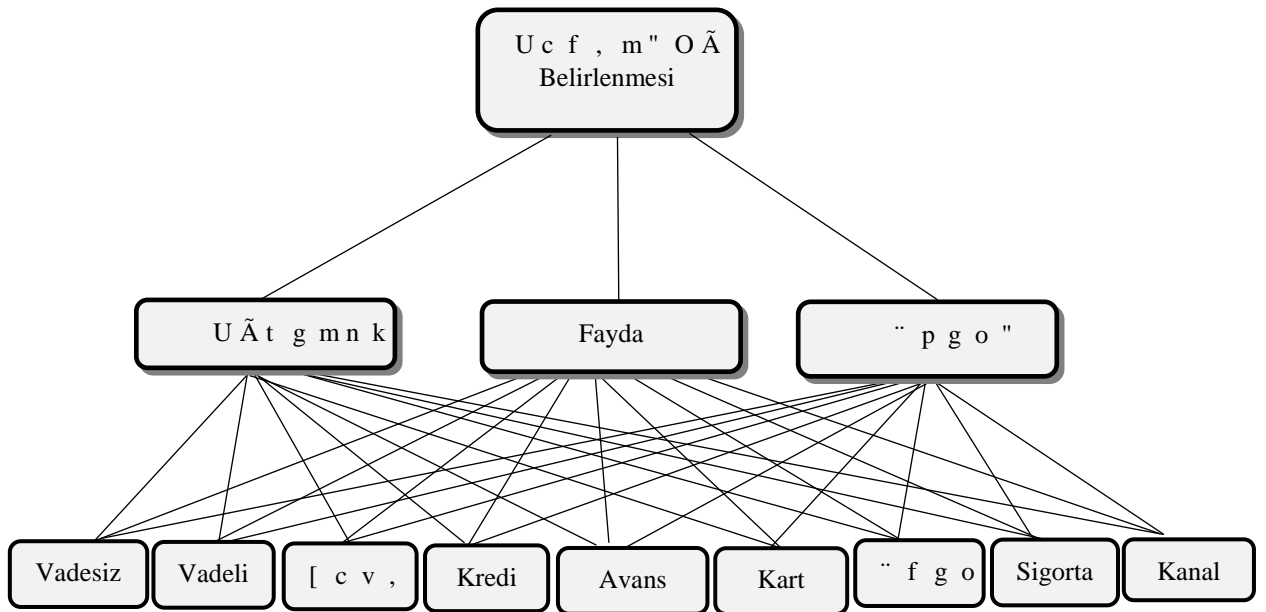 U c f , m " O Ã
Belirlenmesi
U Ã t g m n k
Fayda
¨ p g o "
Vadesiz
Vadeli
[ c v ,
Kredi
Avans
Kart
¨ f g o
Sigorta
Kanal